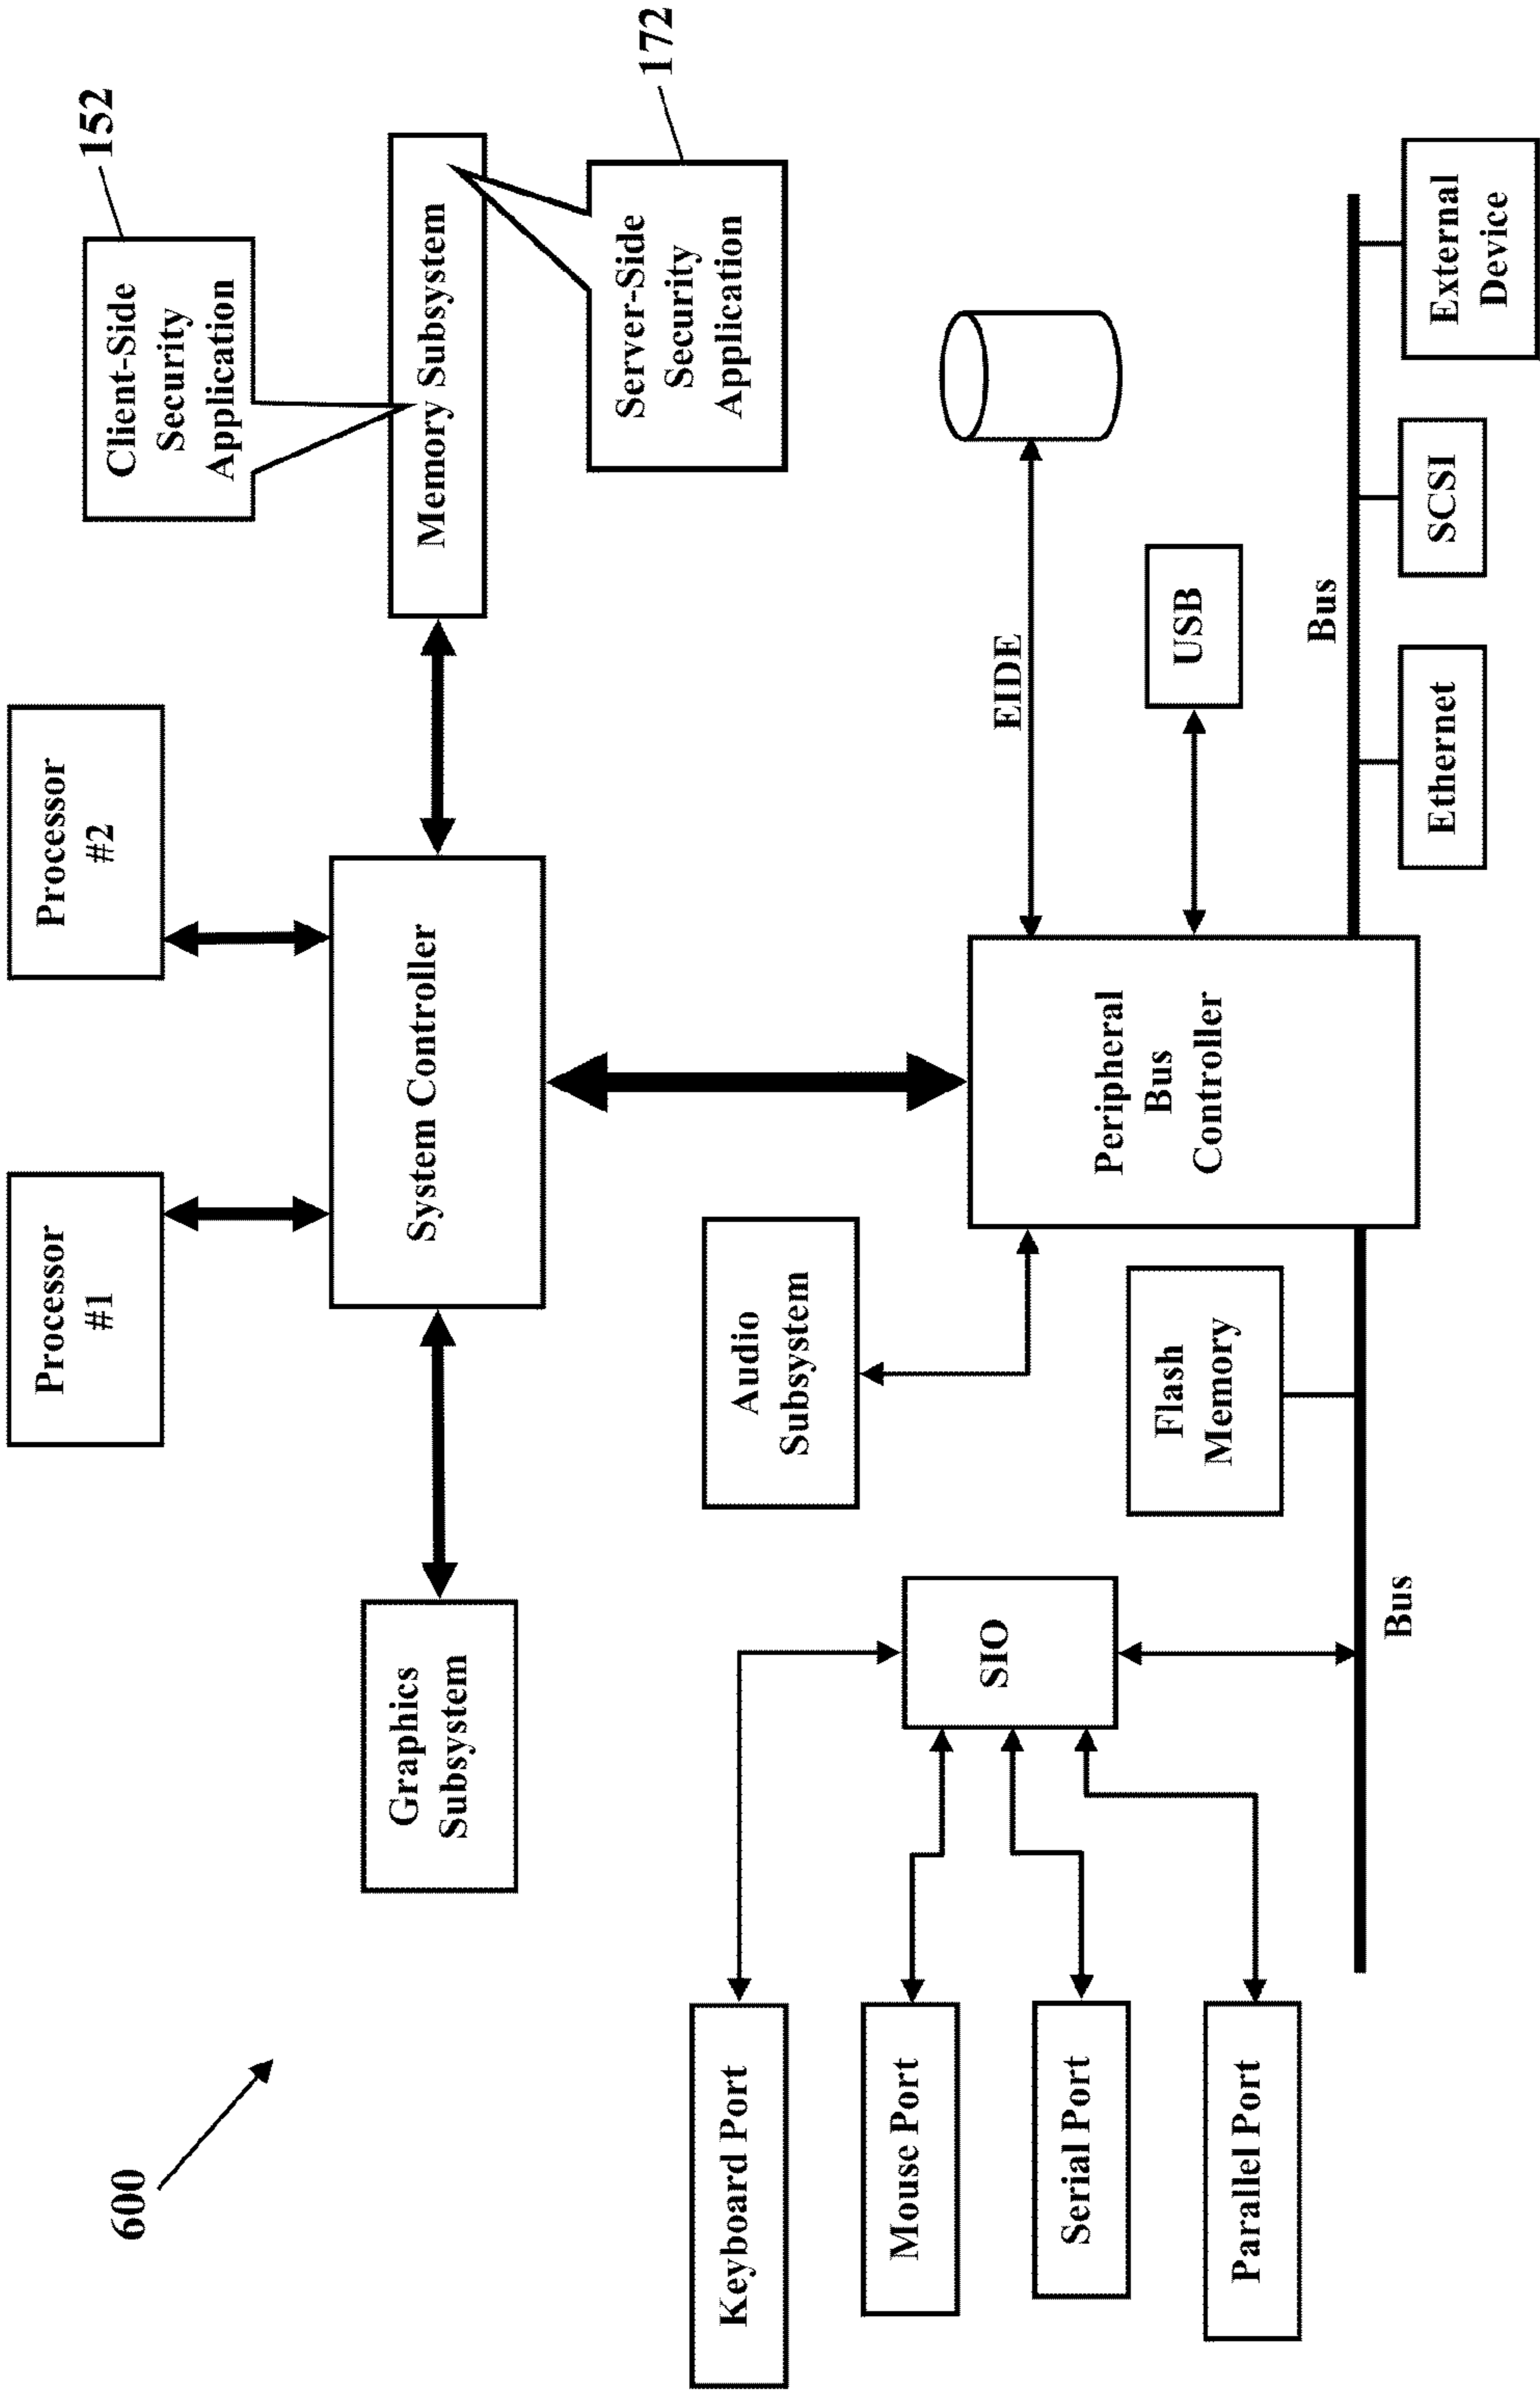 600
Processor
#1
Processor
#2
152
Client-Side
Security
Application
Graphics
Subsystem
System Controller
Memory Subsystem
172
Server-Side
Security
Application
Keyboard Port
Mouse Port
Serial Port
Parallel Port
SIO
Audio
Subsystem
Flash
Memory
Bus
Peripheral
Bus
Controller
EIDE
USB
Bus
Ethernet
SCSI
External
Device